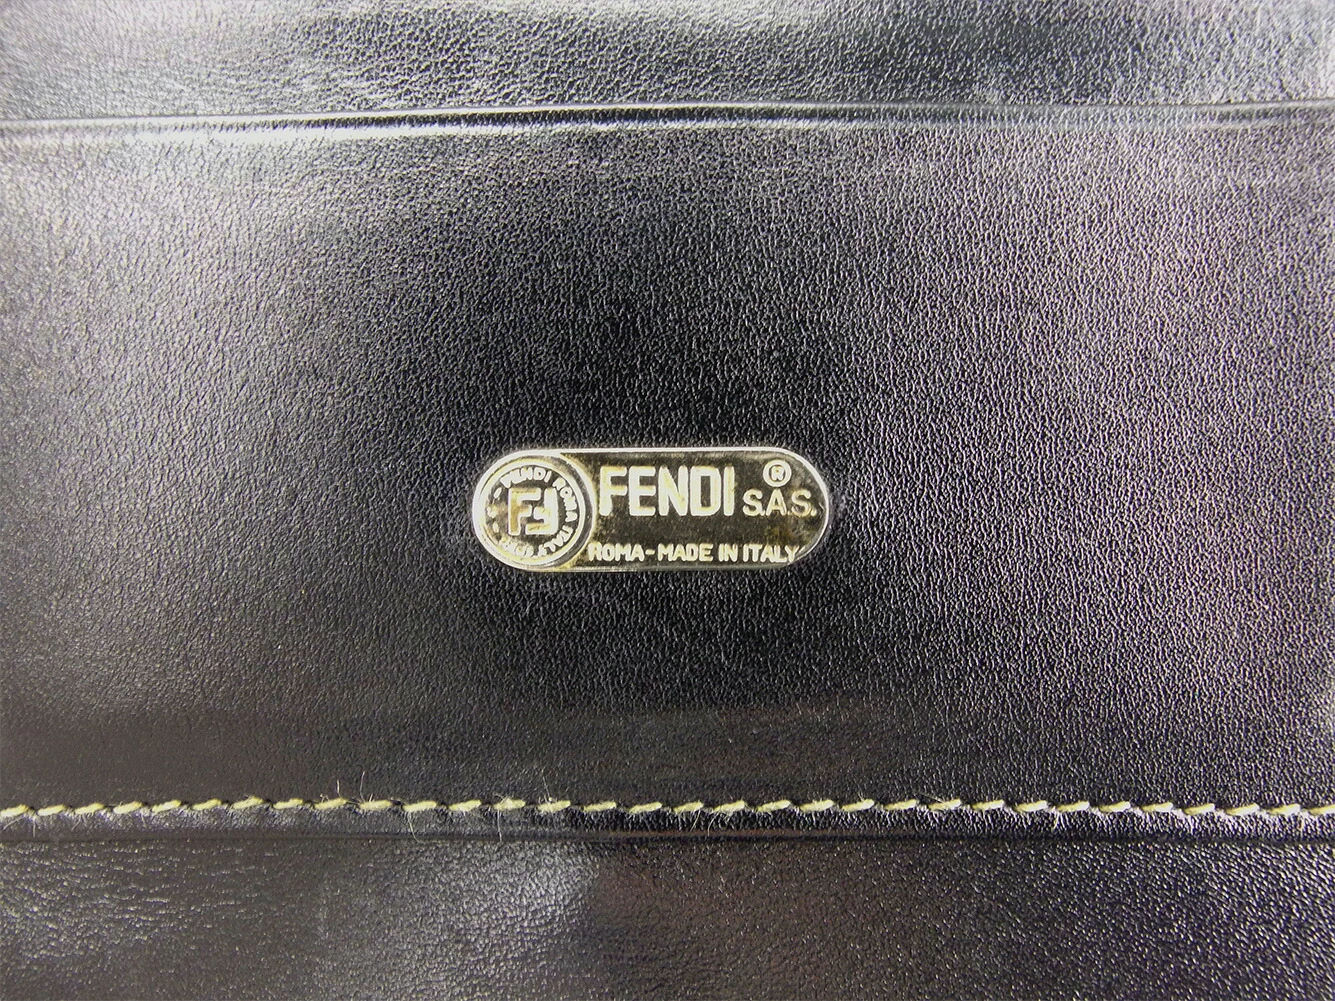 FENDI ROMA ITALY
FF
FENDI ®
S.A.S.
ROMA-MADE IN ITALY